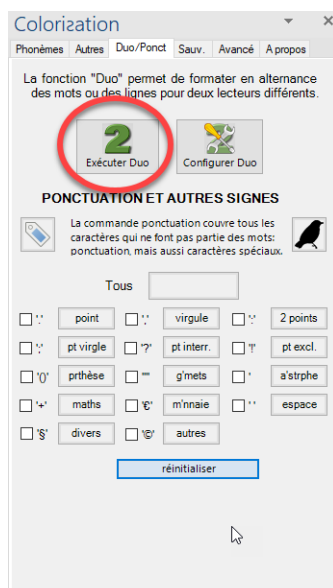 Colorization
Phonèmes Autres Duo/Ponct Sauv. Avancé A propos
La fonction "Duo" permet de formater en alternance
des mots ou des lignes pour deux lecteurs différents.
2
Exécuter Duo Configurer Duo
PONCTUATION ET AUTRES SIGNES
La commande ponctuation couvre tous les
caractères qui ne font pas partie des mots:
ponctuation, mais aussi caractères spéciaux.
Tous
'.' point ',' virgule ':' 2 points
';' pt virgle '?' pt interr. '!' pt excl.
'()' prthèse '"' g'mets ' a'strphe
'+' maths '€' m'nnaie ' ' espace
'§' divers '©' autres
réinitialiser